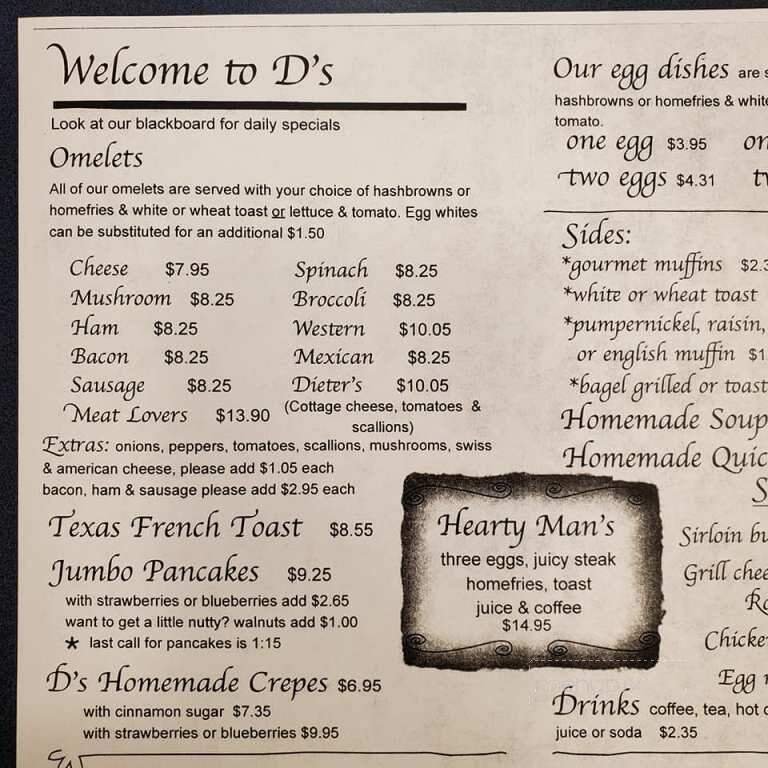 Welcome to D's
Look at our blackboard for daily specials
Omelets
All of our omelets are served with your choice of hashbrowns or
homefries & white or wheat toast or lettuce & tomato. Egg whites
can be substituted for an additional $1.50
Cheese $7.95 Spinach $8.25
Mushroom $8.25 Broccoli $8.25
Ham $8.25 Western $10.05
Bacon $8.25 Mexican $8.25
Sausage $8.25 Dieter's $10.05
Meat Lovers $13.90 (Cottage cheese, tomatoes &
scallions)
Extras: onions, peppers, tomatoes, scallions, mushrooms, swiss
& american cheese, please add $1.05 each
bacon, ham & sausage please add $2.95 each
Texas French Toast $8.55
Jumbo Pancakes $9.25
with strawberries or blueberries add $2.65
want to get a little nutty? walnuts add $1.00
* last call for pancakes is 1:15
D's Homemade Crepes $6.95
with cinnamon sugar $7.35
with strawberries or blueberries $9.95
Hearty Man's
three eggs, juicy steak
homefries, toast
juice & coffee
$14.95
Our egg dishes are
hashbrowns or homefries & white
tomato.
one egg $3.95
two eggs $4.31
Sides:
*gourmet muffins
*white or wheat toast
*pumpernickel, raisin,
or english muffin
*bagel grilled or toast
Homemade Soup
Homemade
Sirloin
Grill
Egg
Drinks coffee, tea, hot
juice or soda $2.35